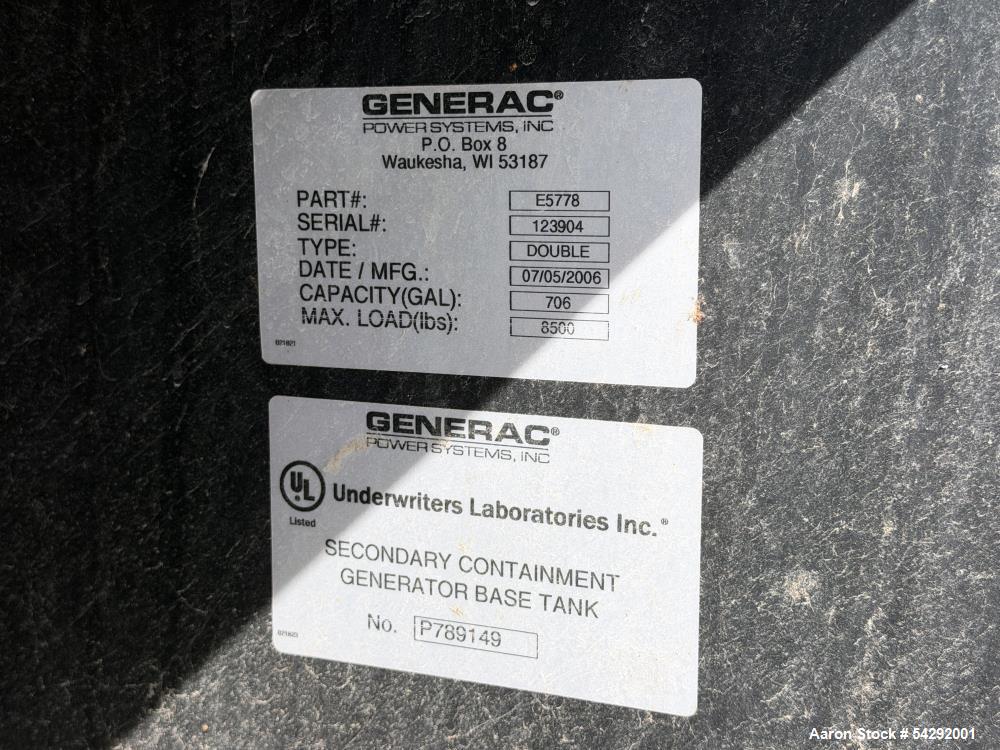 GENERAC®
POWER SYSTEMS, INC
P.O. Box 8
Waukesha, WI 53187
PART#: E5778
SERIAL#: 123904
TYPE: DOUBLE
DATE / MFG.: 07/05/2006
CAPACITY(GAL): 706
MAX. LOAD(lbs): 8500
071821
GENERAC®
POWER SYSTEMS, INC
UL
Listed
Underwriters Laboratories Inc.®
SECONDARY CONTAINMENT
GENERATOR BASE TANK
No. P789149
Aaron Stock # 54292001